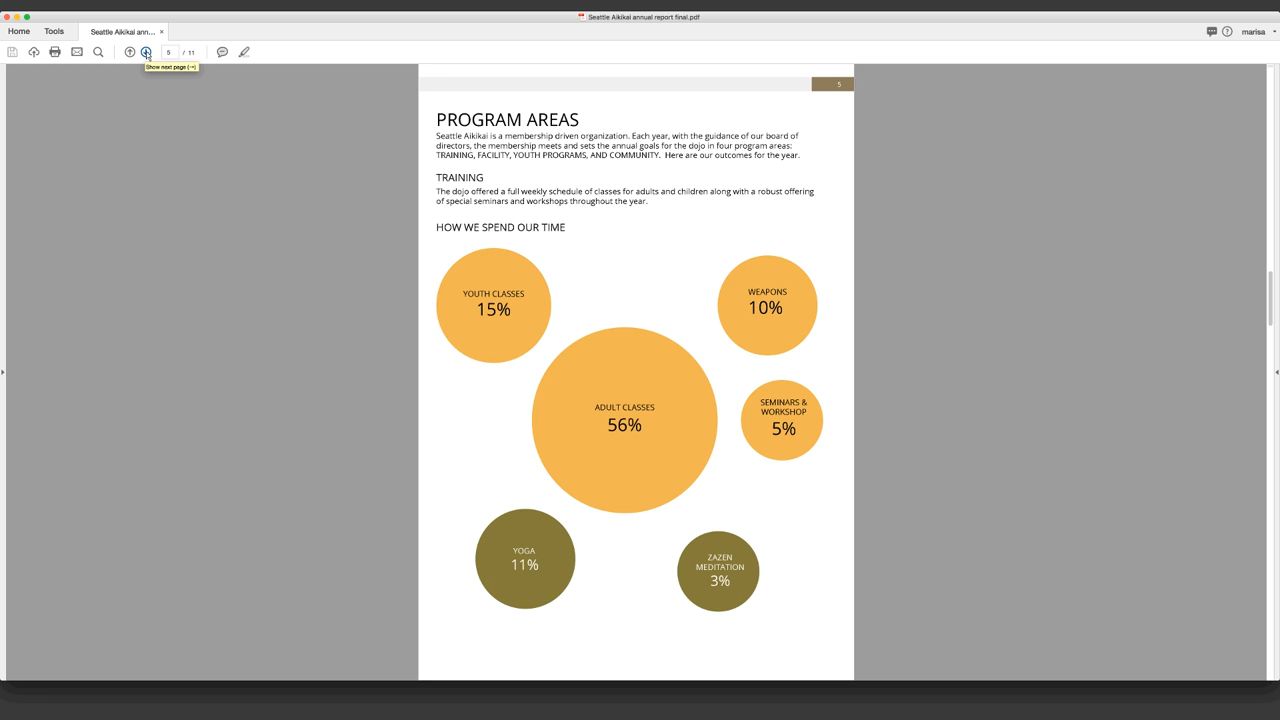 Seattle Aikikai annual report final.pdf
Home
Tools
Seattle Aikikai ann... ×
marisa
5 / 11
Show next page (→)
5
PROGRAM AREAS
Seattle Aikikai is a membership driven organization. Each year, with the guidance of our board of
directors, the membership meets and sets the annual goals for the dojo in four program areas:
TRAINING, FACILITY, YOUTH PROGRAMS, AND COMMUNITY. Here are our outcomes for the year.
TRAINING
The dojo offered a full weekly schedule of classes for adults and children along with a robust offering
of special seminars and workshops throughout the year.
HOW WE SPEND OUR TIME
YOUTH CLASSES
15%
WEAPONS
10%
ADULT CLASSES
56%
SEMINARS &
WORKSHOP
5%
YOGA
11%
ZAZEN
MEDITATION
3%